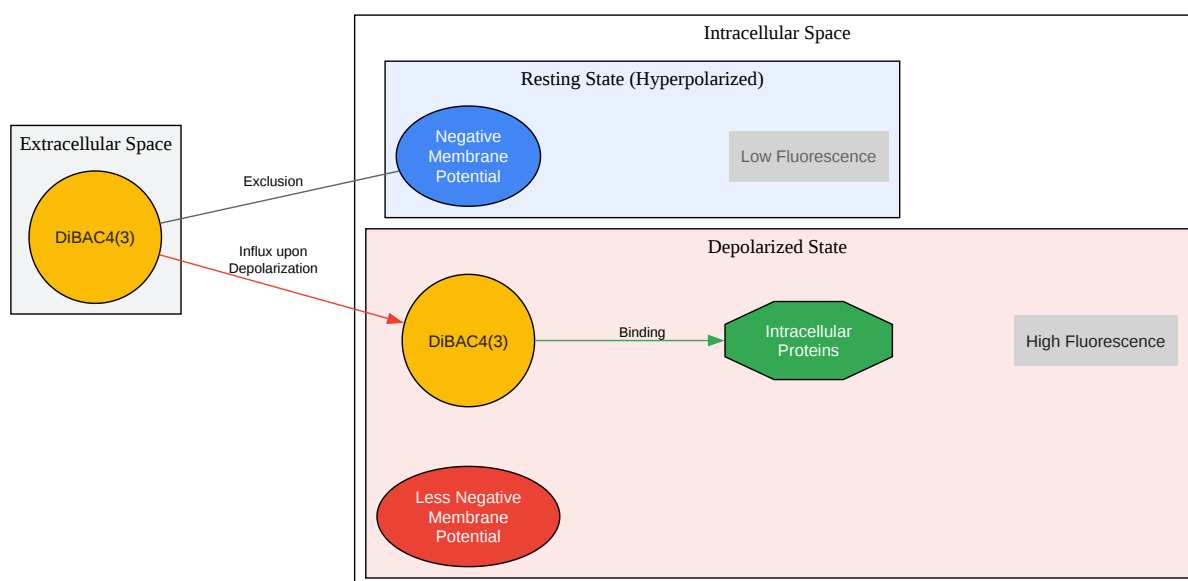 Intracellular Space
Resting State (Hyperpolarized)
Negative
Membrane
Potential
Low Fluorescence
Extracellular Space
DiBAC4(3)
Exclusion
Influx upon
Depolarization
Depolarized State
DiBAC4(3)
Binding
Intracellular
Proteins
High Fluorescence
Less Negative
Membrane
Potential